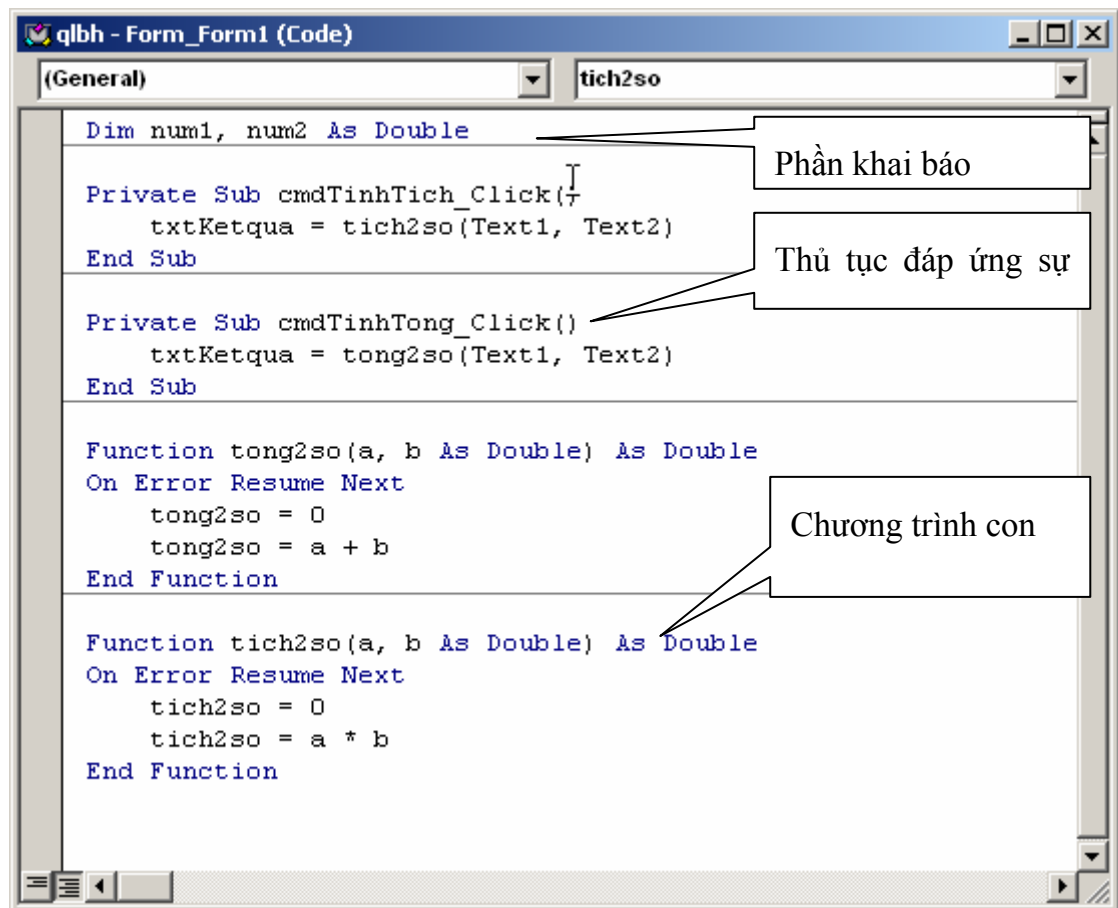 qlbh - Form_Form1 (Code)
(General) tich2so
Dim num1, num2 As Double
Phần khai báo
Private Sub cmdTinhTich_Click(
txtKetqua = tich2so(Text1, Text2)
End Sub
Thủ tục đáp ứng sự
Private Sub cmdTinhTong_Click()
txtKetqua = tong2so(Text1, Text2)
End Sub
Function tong2so(a, b As Double) As Double
On Error Resume Next
tong2so = 0
tong2so = a + b
End Function
Chương trình con
Function tich2so(a, b As Double) As Double
On Error Resume Next
tich2so = 0
tich2so = a * b
End Function